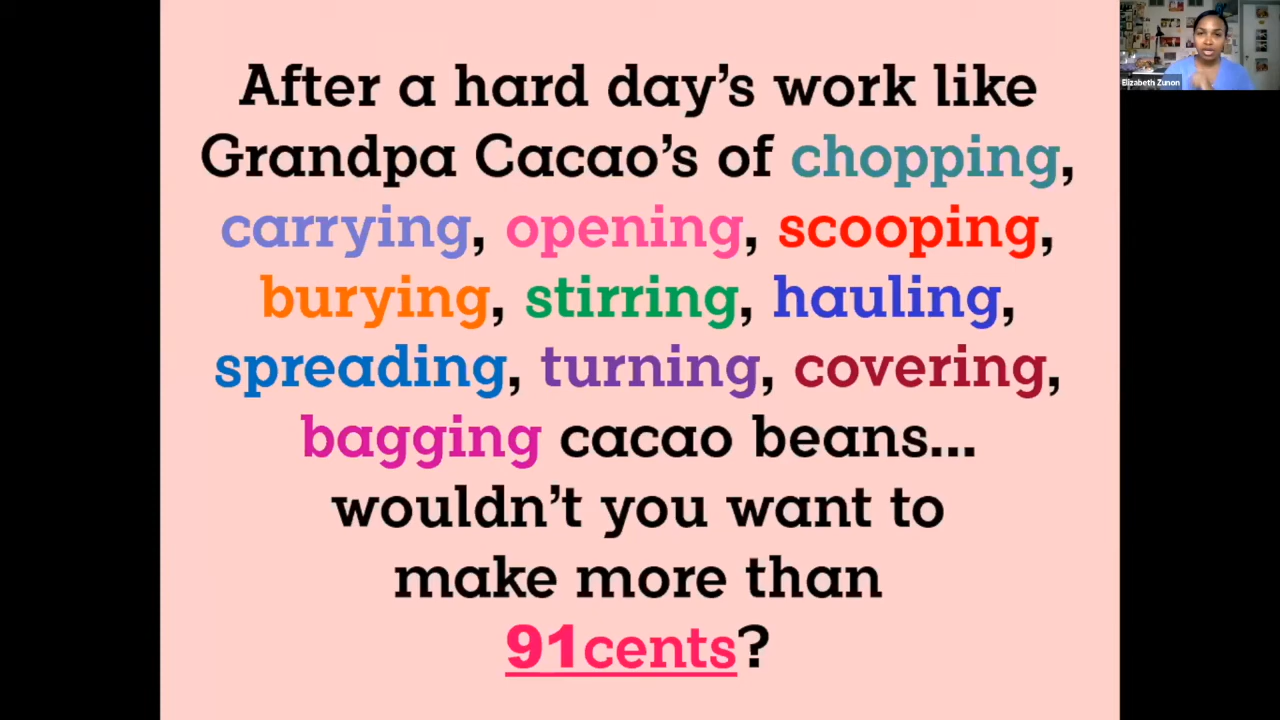 After a hard day's work like
Grandpa Cacao's of chopping,
carrying, opening, scooping,
burying, stirring, hauling,
spreading, turning, covering,
bagging cacao beans...
wouldn't you want to
make more than
91cents?
Elizabeth Zunon